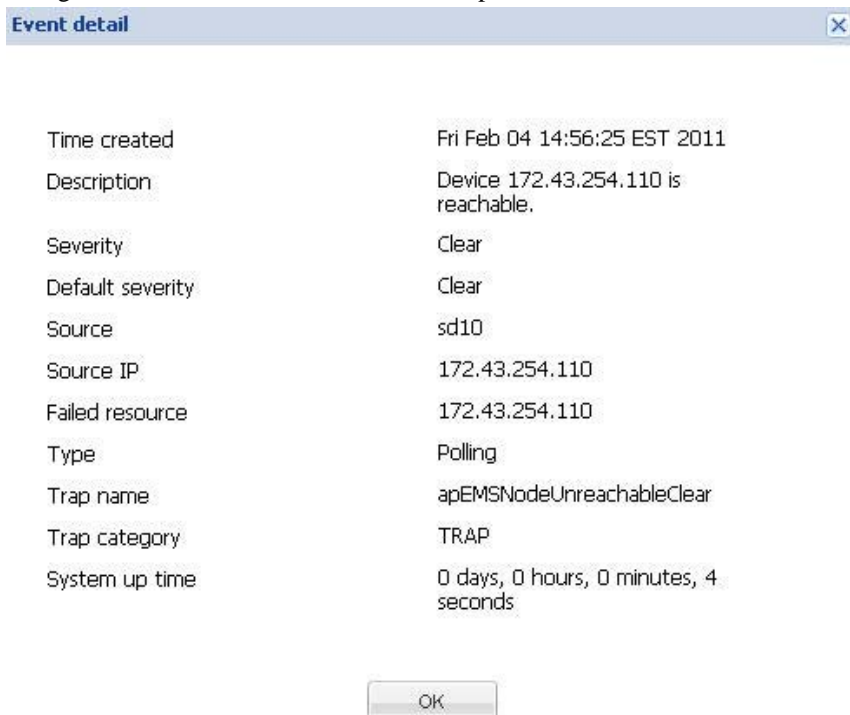 Event detail
Time created Fri Feb 04 14:56:25 EST 2011
Description Device 172.43.254.110 is
reachable.
Severity Clear
Default severity Clear
Source sd10
Source IP 172.43.254.110
Failed resource 172.43.254.110
Type Polling
Trap name apEMSNodeUnreachableClear
Trap category TRAP
System up time 0 days, 0 hours, 0 minutes, 4
seconds
OK